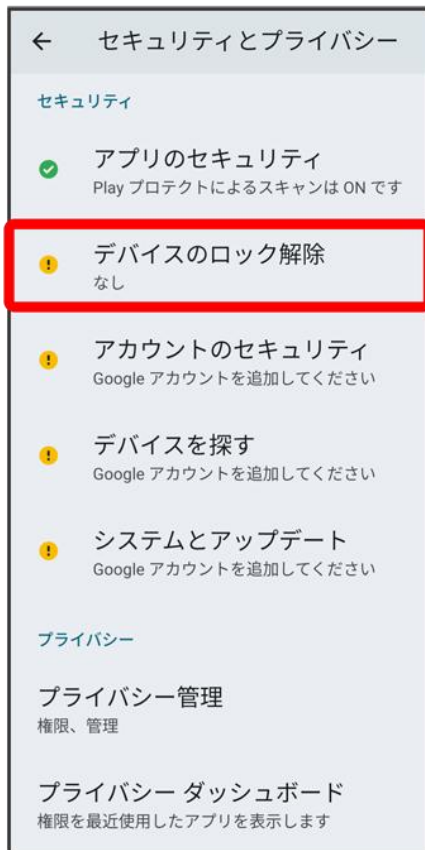 セキュリティとプライバシー
セキュリティ
アプリのセキュリティ
Play プロテクトによるスキャンは ON です
デバイスのロック解除
なし
アカウントのセキュリティ
Google アカウントを追加してください
デバイスを探す
Google アカウントを追加してください
システムとアップデート
Google アカウントを追加してください
プライバシー
プライバシー管理
権限、管理
プライバシー ダッシュボード
権限を最近使用したアプリを表示します